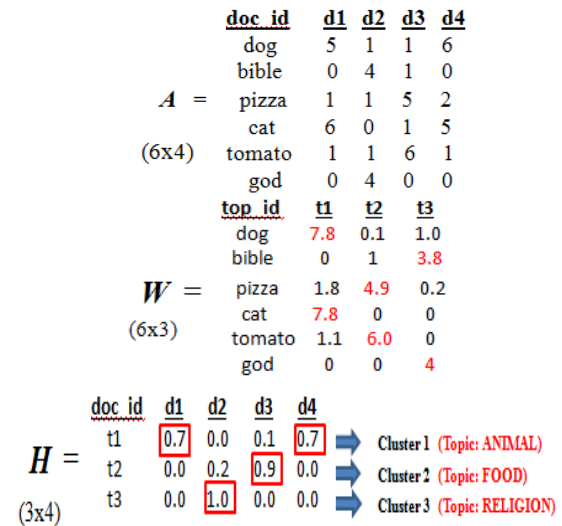 doc_id d1 d2 d3 d4
dog 5 1 1 6
bible 0 4 1 0
A = pizza 1 1 5 2
cat 6 0 1 5
(6x4) tomato 1 1 6 1
god 0 4 0 0
top_id t1 t2 t3
dog 7.8 0.1 1.0
bible 0 1 3.8
W = pizza 1.8 4.9 0.2
cat 7.8 0 0
(6x3) tomato 1.1 6.0 0
god 0 0 4
doc_id d1 d2 d3 d4
t1 0.7 0.0 0.1 0.7 Cluster 1 (Topic: ANIMAL)
H = t2 0.0 0.2 0.9 0.0 Cluster 2 (Topic: FOOD)
(3x4) t3 0.0 1.0 0.0 0.0 Cluster 3 (Topic: RELIGION)